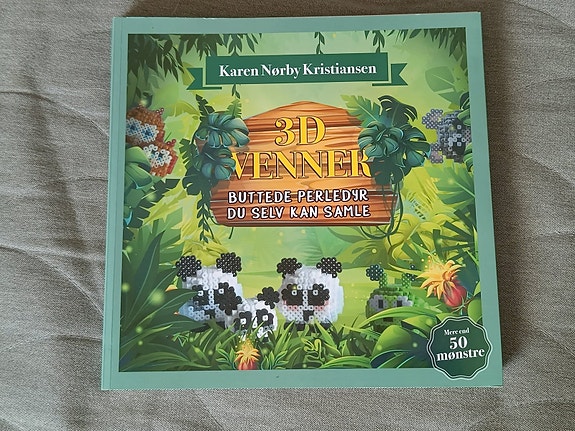 Karen Nørby Kristiansen
3D
VENNER
BUTTEDE PERLEDYR
DU SELV KAN SAMLE
Mere end
50
mønstre